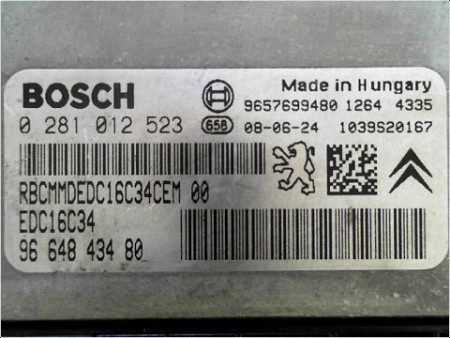 BOSCH
Made in Hungary
9657699480 1264 4335
0 281 012 523 658 08-06-24 1039S20167
RBCMMDEDC16C34CEM 00
EDC16C34
96 648 434 80